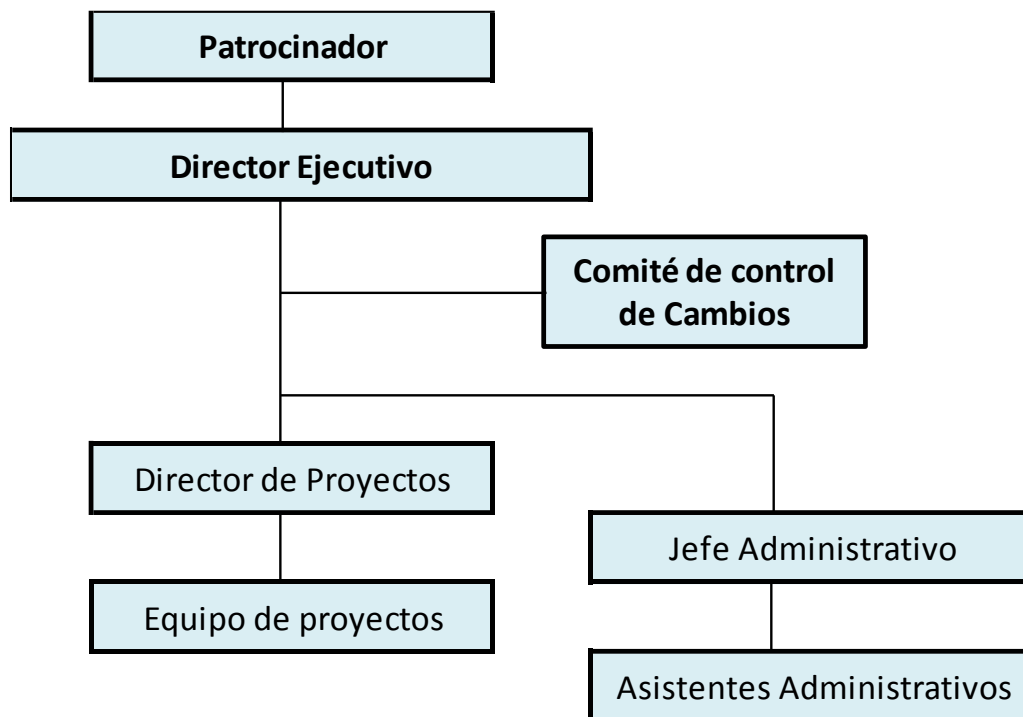 Patrocinador
Director Ejecutivo
Comité de control
de Cambios
Director de Proyectos
Jefe Administrativo
Equipo de proyectos
Asistentes Administrativos